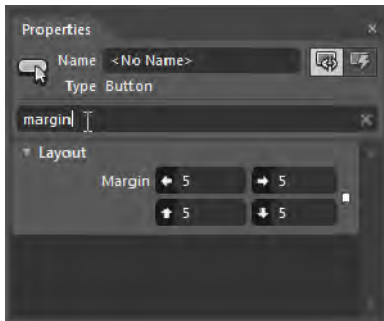 Properties
Name <No Name>
Type Button
margin
Layout
Margin 5 5
5 5